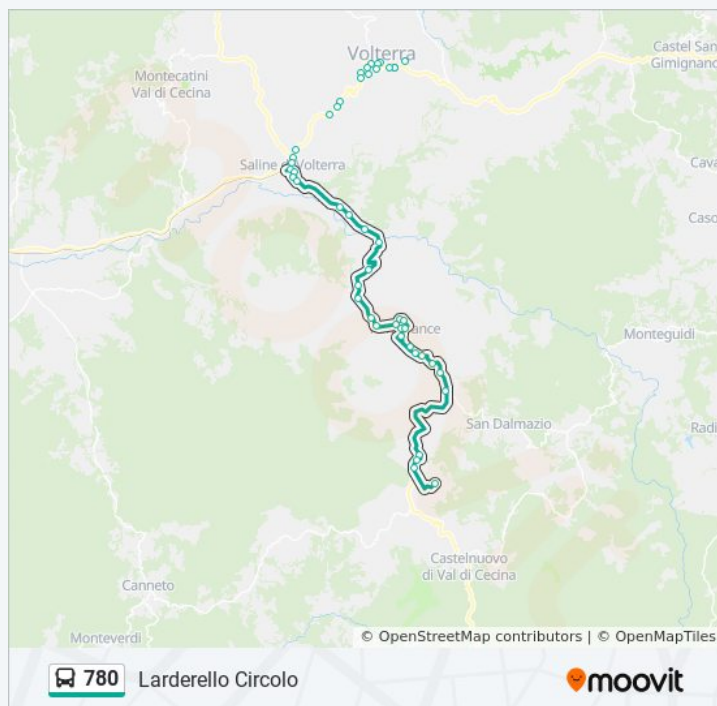 Volterra
Castel San
Gimignano
Montecatini
Val di Cecina
Saline di Volterra
Cava
Caso
ance
Monteguidi
San Dalmazio
Radi
Castelnuovo
di Val di Cecina
Canneto
Monteverdi
© OpenStreetMap contributors | © OpenMapTiles
780 Larderello Circolo
moovit